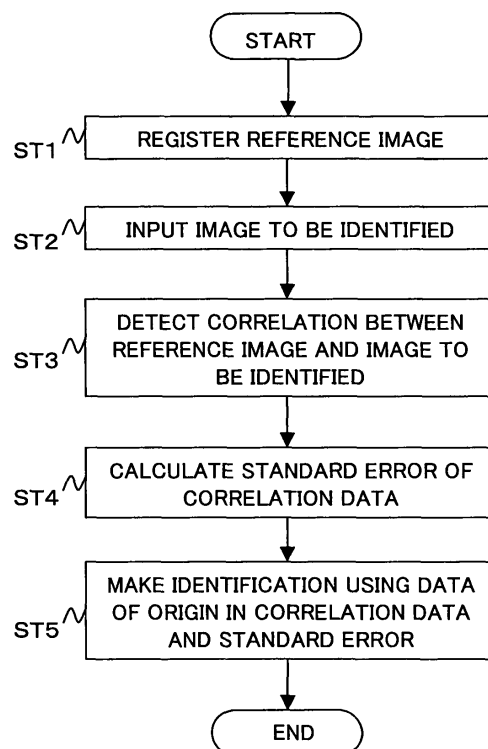 START
ST1
REGISTER REFERENCE IMAGE
ST2
INPUT IMAGE TO BE IDENTIFIED
ST3
DETECT CORRELATION BETWEEN
REFERENCE IMAGE AND IMAGE TO
BE IDENTIFIED
ST4
CALCULATE STANDARD ERROR OF
CORRELATION DATA
ST5
MAKE IDENTIFICATION USING DATA
OF ORIGIN IN CORRELATION DATA
AND STANDARD ERROR
END